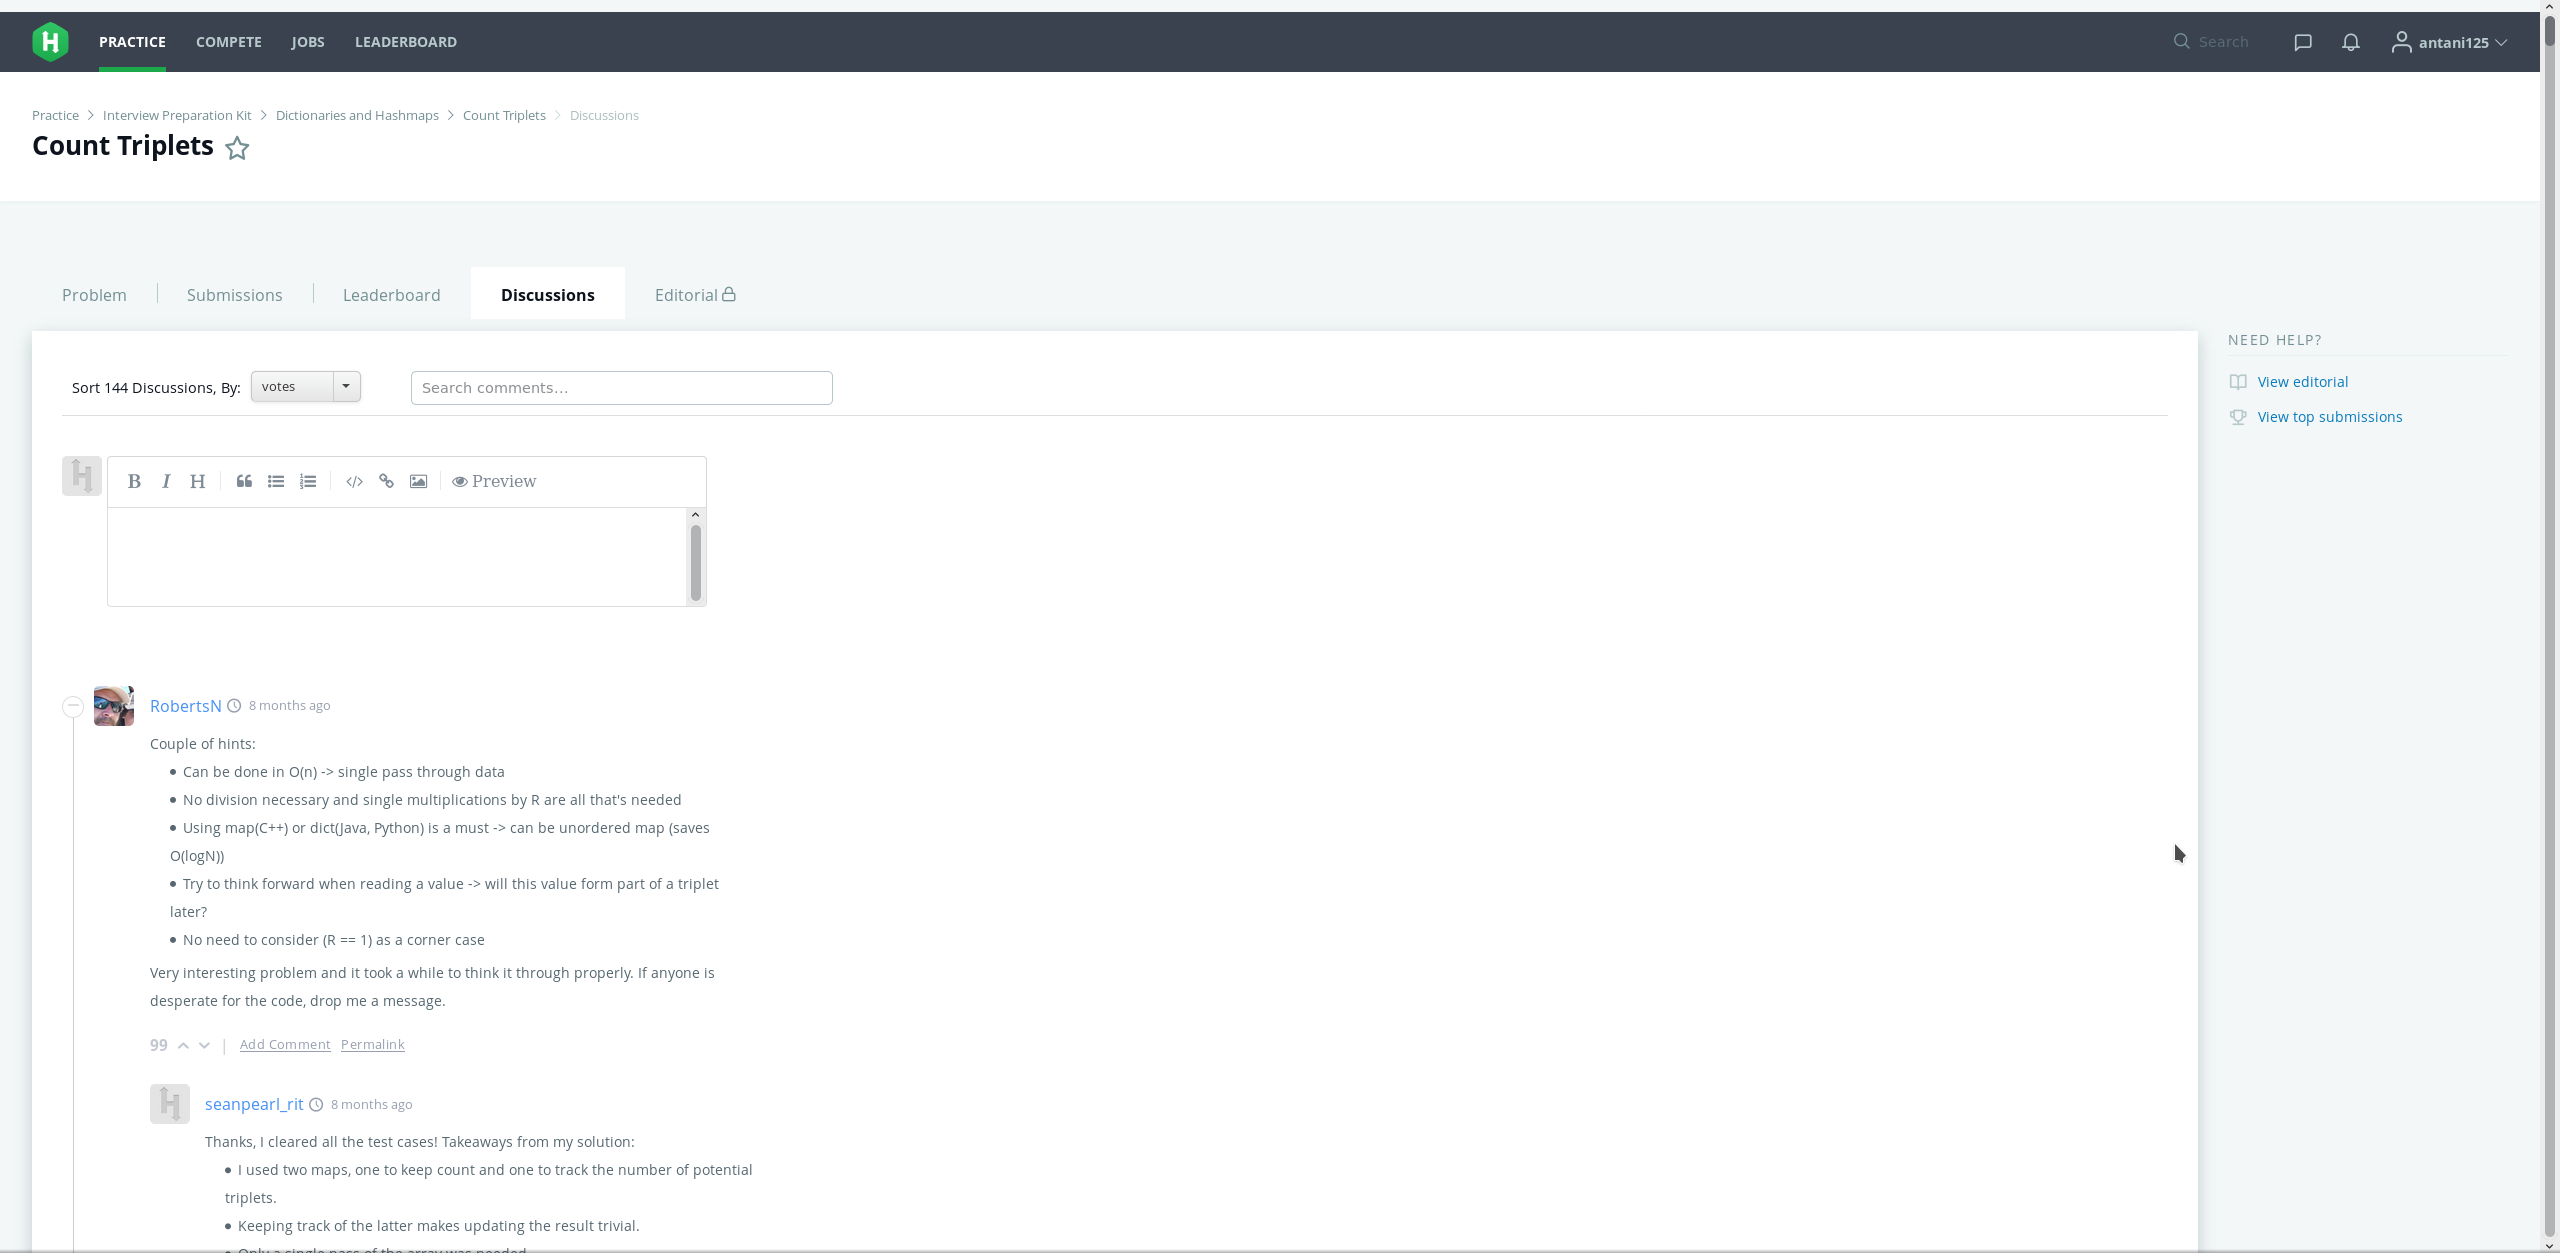 PRACTICE COMPETE JOBS LEADERBOARD Search antani125
Practice Interview Preparation Kit Dictionaries and Hashmaps Count Triplets Discussions
Count Triplets
Problem Submissions Leaderboard Discussions Editorial
NEED HELP?
View editorial
View top submissions
Sort 144 Discussions, By: votes Search comments...
B I H Preview
RobertsN 8 months ago
Couple of hints:
• Can be done in O(n) -> single pass through data
• No division necessary and single multiplications by R are all that's needed
• Using map(C++) or dict(Java, Python) is a must -> can be unordered map (saves
O(logN))
• Try to think forward when reading a value -> will this value form part of a triplet
later?
• No need to consider (R == 1) as a corner case
Very interesting problem and it took a while to think it through properly. If anyone is
desperate for the code, drop me a message.
99 | Add Comment Permalink
seanpearl_rit 8 months ago
Thanks, I cleared all the test cases! Takeaways from my solution:
• I used two maps, one to keep count and one to track the number of potential
triplets.
• Keeping track of the latter makes updating the result trivial.
• Only a single pass of the array was needed